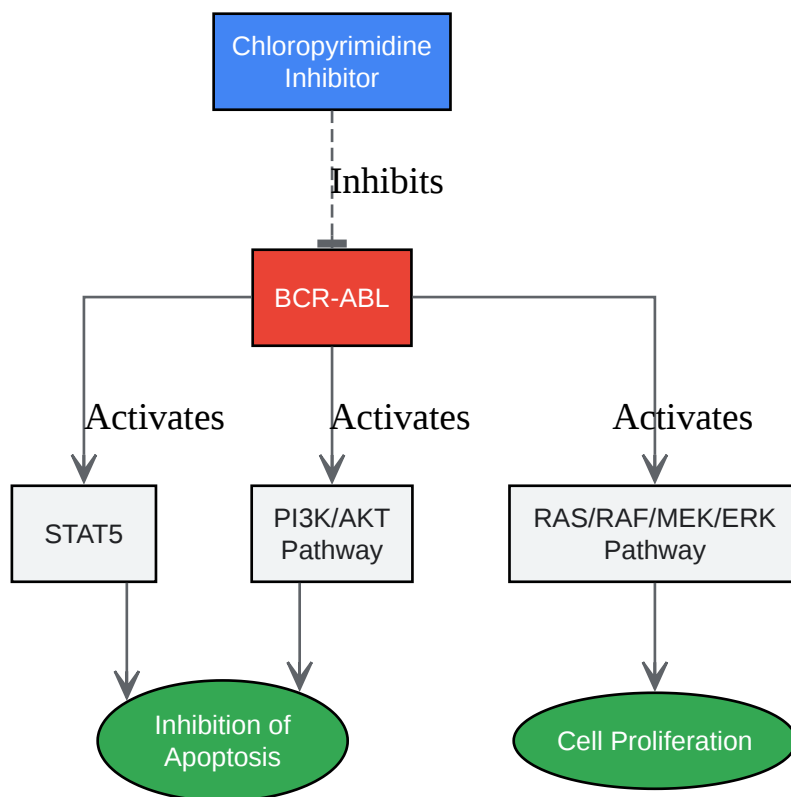 Chloropyrimidine
Inhibitor
Inhibits
BCR-ABL
Activates
Activates
Activates
STAT5
PI3K/AKT
Pathway
RAS/RAF/MEK/ERK
Pathway
Inhibition of
Apoptosis
Cell Proliferation